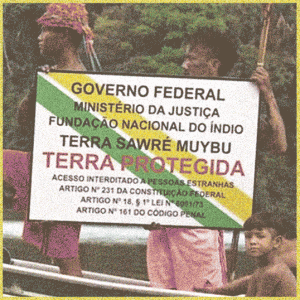 GOVERNO FEDERAL
MINISTÉRIO DA JUSTIÇA
FUNDAÇÃO NACIONAL DO ÍNDIO
TERRA SAWRÉ MUYBU
TERRA PROTEGIDA
ACESSO INTERDITADO A PESSOAS ESTRANHAS
ARTIGO Nº 231 DA CONSTITUIÇÃO FEDERAL
ARTIGO Nº 18, § 1º LEI Nº 6001/73
ARTIGO Nº 161 DO CÓDIGO PENAL